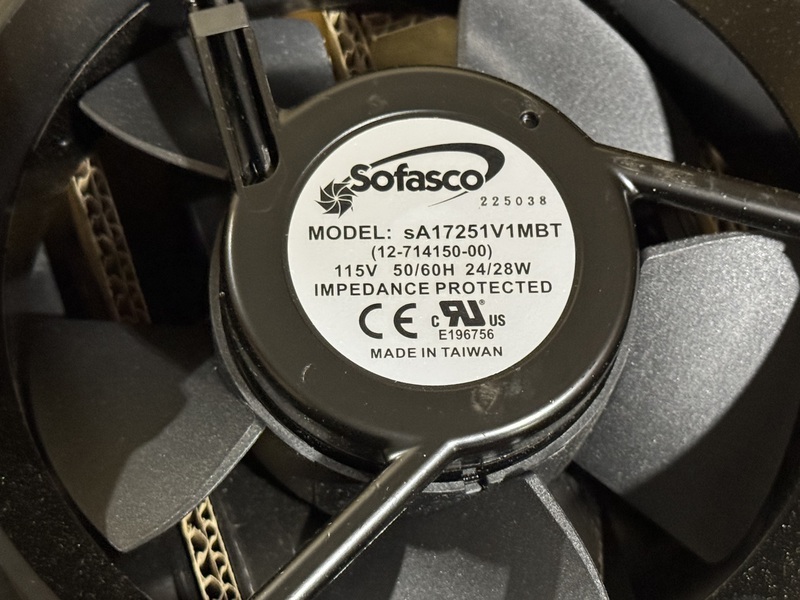 Sofasco
225038
MODEL: sA17251V1MBT
(12-714150-00)
115V 50/60H 24/28W
IMPEDANCE PROTECTED
CE c RU® US
E196756
MADE IN TAIWAN